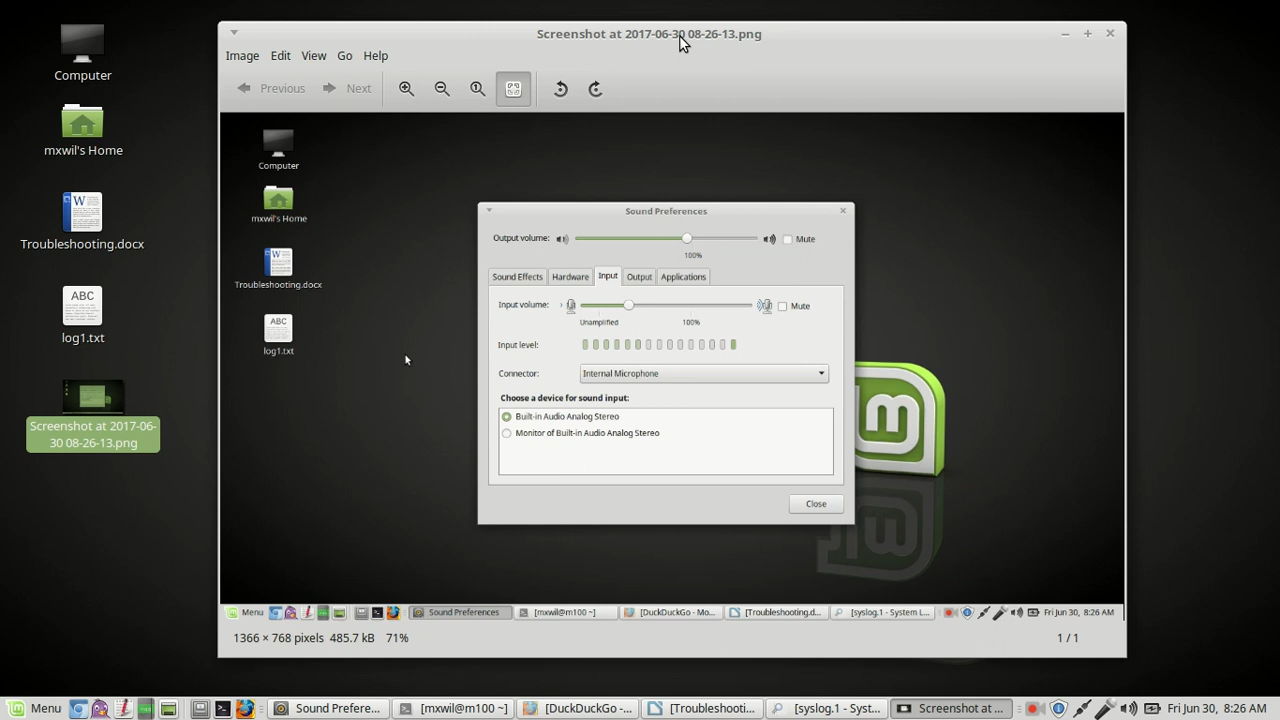 Computer
mxwil's Home
Troubleshooting.docx
ABC
log1.txt
Screenshot at 2017-06-
30 08-26-13.png
Screenshot at 2017-06-30 08-26-13.png
Image Edit View Go Help
Previous Next
Computer
mxwil's Home
Troubleshooting.docx
ABC
log1.txt
Sound Preferences
Output volume: Mute
100%
Sound Effects Hardware Input Output Applications
Input volume: Mute
Unamplified 100%
Input level:
Connector: Internal Microphone
Choose a device for sound input:
Built-in Audio Analog Stereo
Monitor of Built-in Audio Analog Stereo
Close
Menu Sound Preferences [mxwil@m100 ~] [DuckDuckGo - Mo... [Troubleshooting.d... [syslog.1 - System L... Fri Jun 30, 8:26 AM
1366 × 768 pixels 485.7 kB 71% 1 / 1
Menu Sound Prefere... [mxwil@m100 ~] [DuckDuckGo -... [Troubleshooti... [syslog.1 - Sy... Screenshot at ... Fri Jun 30, 8:26 AM